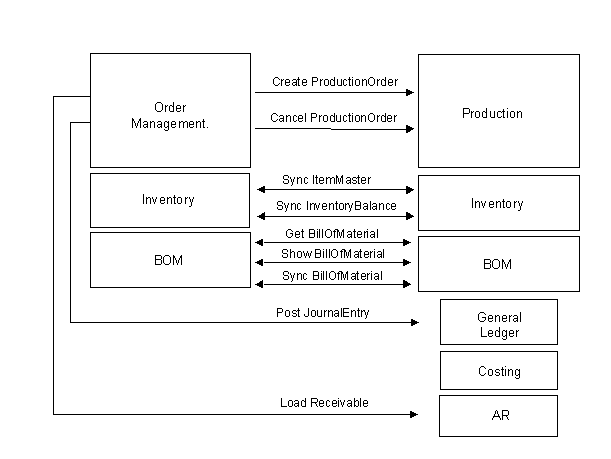 Create ProductionOrder
Order
Management.
Production
Cancel ProductionOrder
Sync ItemMaster
Inventory
Inventory
Sync InventoryBalance
Get BillOfMaterial
Show BillOfMaterial
BOM
BOM
Sync BillOfMaterial
Post JournalEntry
General
Ledger
Costing
Load Receivable
AR